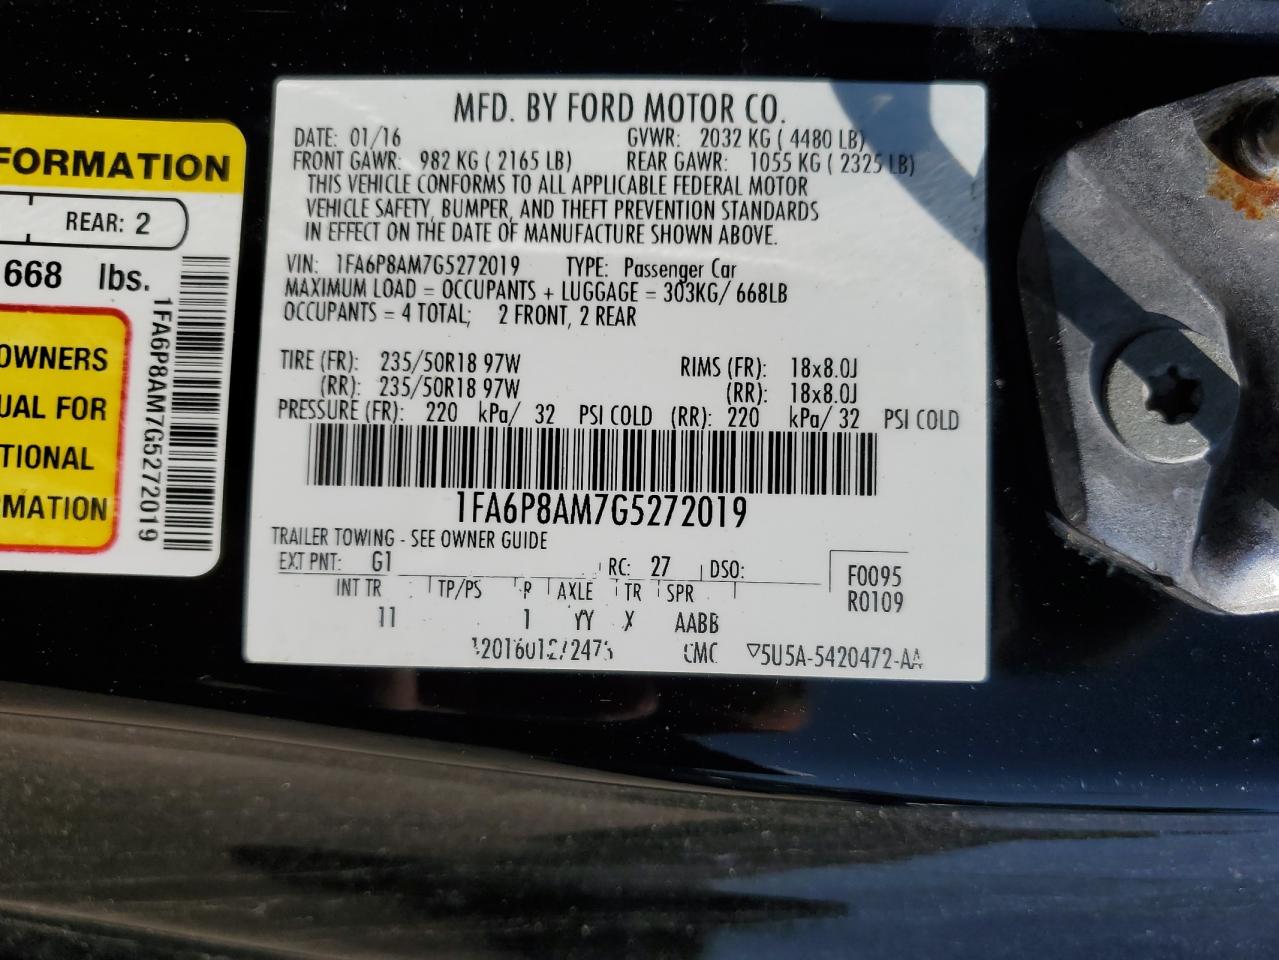 FORMATION
REAR: 2
668 lbs.
OWNERS
UAL FOR
TIONAL
RMATION
1FA6P8AM7G5272019
MFD. BY FORD MOTOR CO.
DATE: 01/16 GVWR: 2032 KG ( 4480 LB)
FRONT GAWR: 982 KG ( 2165 LB) REAR GAWR: 1055 KG ( 2325 LB)
THIS VEHICLE CONFORMS TO ALL APPLICABLE FEDERAL MOTOR
VEHICLE SAFETY, BUMPER, AND THEFT PREVENTION STANDARDS
IN EFFECT ON THE DATE OF MANUFACTURE SHOWN ABOVE.
VIN: 1FA6P8AM7G5272019 TYPE: Passenger Car
MAXIMUM LOAD = OCCUPANTS + LUGGAGE = 303KG/ 668LB
OCCUPANTS = 4 TOTAL; 2 FRONT, 2 REAR
TIRE (FR): 235/50R18 97W RIMS (FR): 18x8.0J
(RR): 235/50R18 97W (RR): 18x8.0J
PRESSURE (FR): 220 kPa/ 32 PSI COLD (RR): 220 kPa/ 32 PSI COLD
1FA6P8AM7G5272019
TRAILER TOWING - SEE OWNER GUIDE
EXT PNT: G1 RC: 27 DSO:
INT TR TP/PS R AXLE TR SPR
11 1 YY X AABB
F0095
R0109
5U5A-5420472-AA